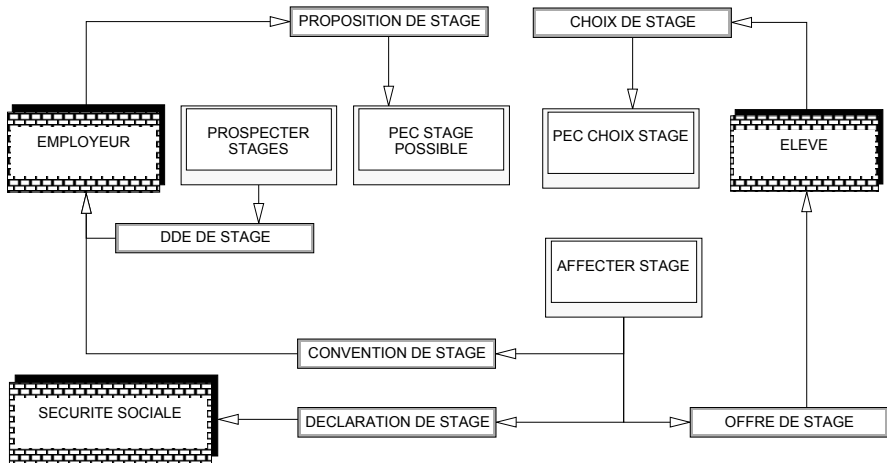 PROPOSITION DE STAGE
CHOIX DE STAGE
EMPLOYEUR
PROSPECTER
STAGES
PEC STAGE
POSSIBLE
PEC CHOIX STAGE
ELEVE
DDE DE STAGE
AFFECTER STAGE
CONVENTION DE STAGE
SECURITE SOCIALE
DECLARATION DE STAGE
OFFRE DE STAGE